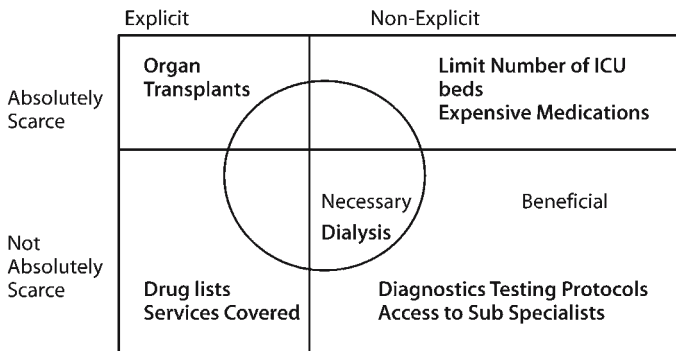 Explicit
Non-Explicit
Absolutely
Scarce
Organ
Transplants
Limit Number of ICU
beds
Expensive Medications
Not
Absolutely
Scarce
Necessary
Dialysis
Beneficial
Drug lists
Services Covered
Diagnostics Testing Protocols
Access to Sub Specialists